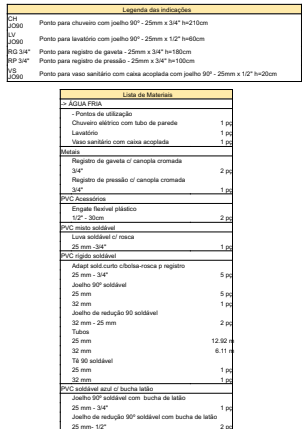 Legenda das indicações
CH JO90 Ponto para chuveiro com joelho 90º - 25mm x 3/4" h=210cm
LV JO90 Ponto para lavatório com joelho 90º - 25mm x 1/2" h=60cm
RG 3/4" Ponto para registro de gaveta - 25mm x 3/4" h=180cm
RP 3/4" Ponto para registro de pressão - 25mm x 3/4" h=100cm
VS JO90 Ponto para vaso sanitário com caixa acoplada com joelho 90º - 25mm x 1/2" h=20cm
Lista de Materiais
-> ÁGUA FRIA
- Pontos de utilização
Chuveiro elétrico com tubo de parede 1 pç
Lavatório 1 pç
Vaso sanitário com caixa acoplada 1 pç
Metais
Registro de gaveta c/ canopla cromada
3/4" 2 pç
Registro de pressão c/ canopla cromada
3/4" 1 pç
PVC Acessórios
Engate flexível plástico
1/2" - 30cm 2 pç
PVC misto soldável
Luva soldável c/ rosca
25 mm -3/4" 1 pç
PVC rígido soldável
Adapt sold.curto c/bolsa-rosca p registro
25 mm - 3/4" 5 pç
Joelho 90º soldável
25 mm 5 pç
32 mm 1 pç
Joelho de redução 90 soldável
32 mm - 25 mm 2 pç
Tubos
25 mm 12.92 m
32 mm 6.11 m
Tê 90 soldável
25 mm 1 pç
32 mm 1 pç
PVC soldável azul c/ bucha latão
Joelho 90º soldável com bucha de latão
25 mm - 3/4" 1 pç
Joelho de redução 90º soldável com bucha de latão
25 mm- 1/2" 2 pç